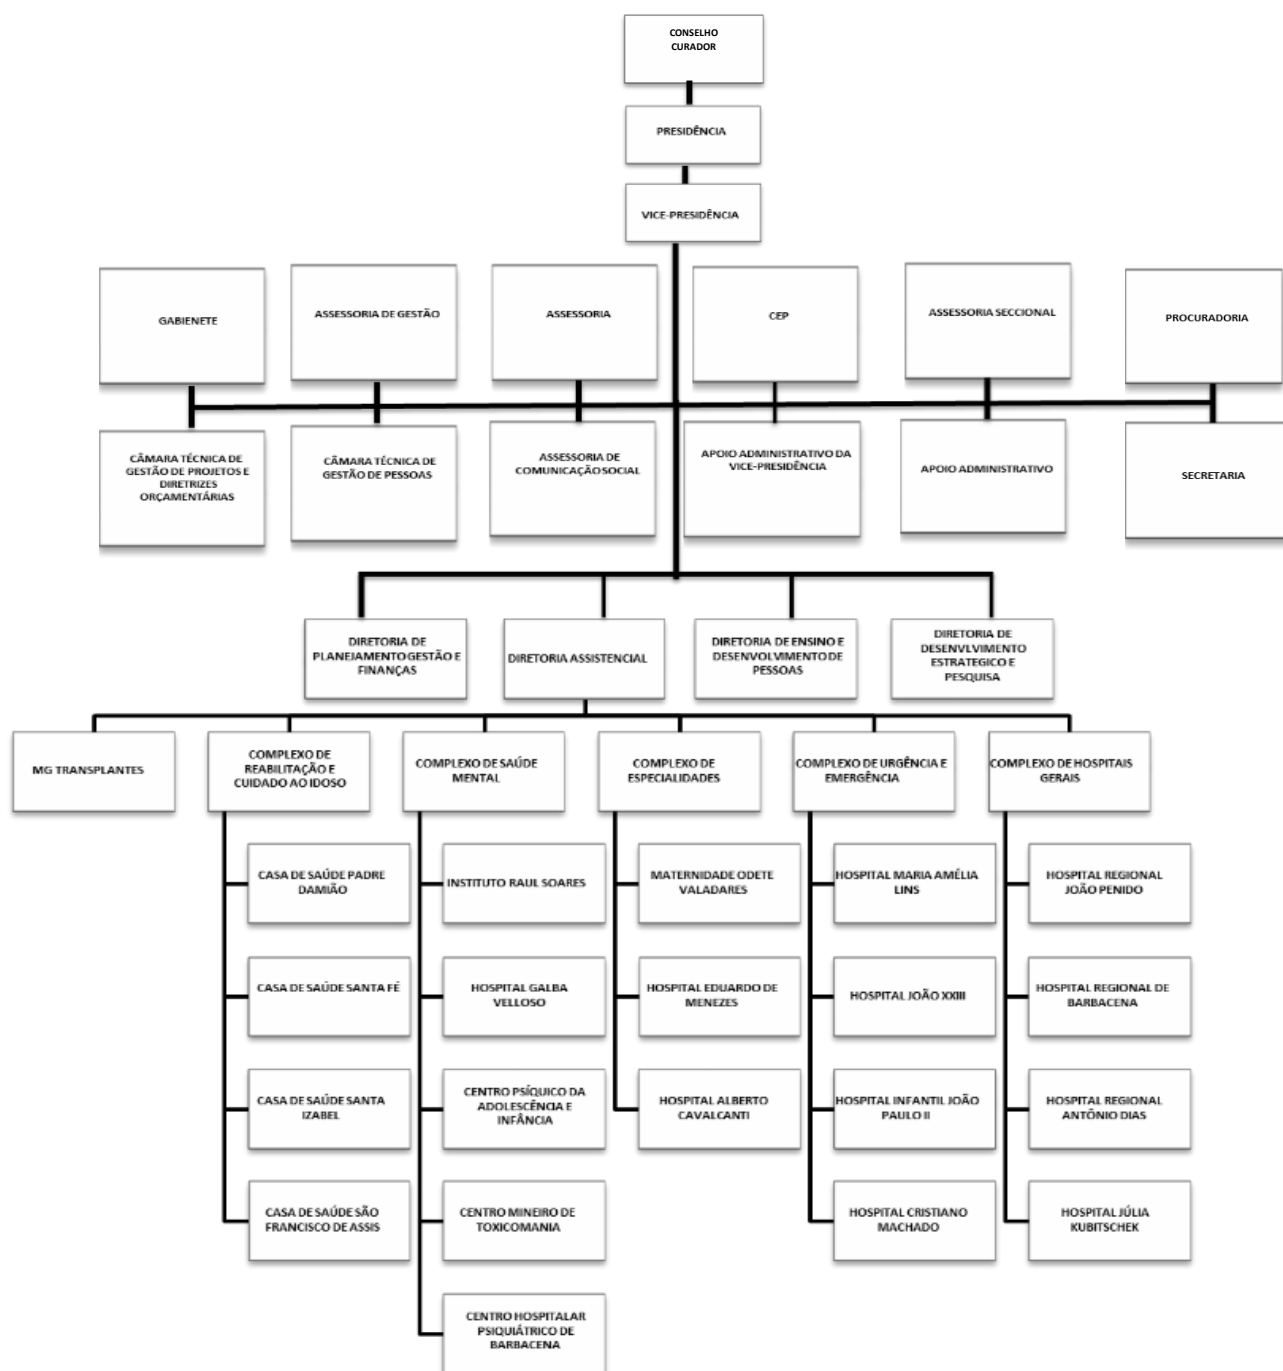 CONSELHO
CURADOR
PRESIDÊNCIA
VICE-PRESIDÊNCIA
GABIENETE
ASSESSORIA DE GESTÃO
ASSESSORIA
CEP
ASSESSORIA SECCIONAL
PROCURADORIA
CÂMARA TÉCNICA DE
GESTÃO DE PROJETOS E
DIRETRIZES
ORÇAMENTÁRIAS
CÂMARA TÉCNICA DE
GESTÃO DE PESSOAS
ASSESSORIA DE
COMUNICAÇÃO SOCIAL
APOIO ADMINISTRATIVO DA
VICE-PRESIDÊNCIA
APOIO ADMINISTRATIVO
SECRETARIA
DIRETORIA DE
PLANEJAMENTO GESTÃO E
FINANÇAS
DIRETORIA ASSISTENCIAL
DIRETORIA DE ENSINO E
DESENVOLVIMENTO DE
PESSOAS
DIRETORIA DE
DESENVLVIMENTO
ESTRATEGICO E
PESQUISA
MG TRANSPLANTES
COMPLEXO DE
REABILITAÇÃO E
CUIDADO AO IDOSO
COMPLEXO DE SAÚDE
MENTAL
COMPLEXO DE
ESPECIALIDADES
COMPLEXO DE URGÊNCIA E
EMERGÊNCIA
COMPLEXO DE HOSPITAIS
GERAIS
CASA DE SAÚDE PADRE
DAMIÃO
INSTITUTO RAUL SOARES
MATERNIDADE ODETE
VALADARES
HOSPITAL MARIA AMÉLIA
LINS
HOSPITAL REGIONAL
JOÃO PENIDO
CASA DE SAÚDE SANTA FÉ
HOSPITAL GALBA
VELLOSO
HOSPITAL EDUARDO DE
MENEZES
HOSPITAL JOÃO XXIII
HOSPITAL REGIONAL DE
BARBACENA
CASA DE SAÚDE SANTA
IZABEL
CENTRO PSÍQUICO DA
ADOLESCÊNCIA E
INFÂNCIA
HOSPITAL ALBERTO
CAVALCANTI
HOSPITAL INFANTIL JOÃO
PAULO II
HOSPITAL REGIONAL
ANTÔNIO DIAS
CASA DE SAÚDE SÃO
FRANCISCO DE ASSIS
CENTRO MINEIRO DE
TOXICOMANIA
HOSPITAL CRISTIANO
MACHADO
HOSPITAL JÚLIA
KUBITSCHEK
CENTRO HOSPITALAR
PSIQUIÁTRICO DE
BARBACENA